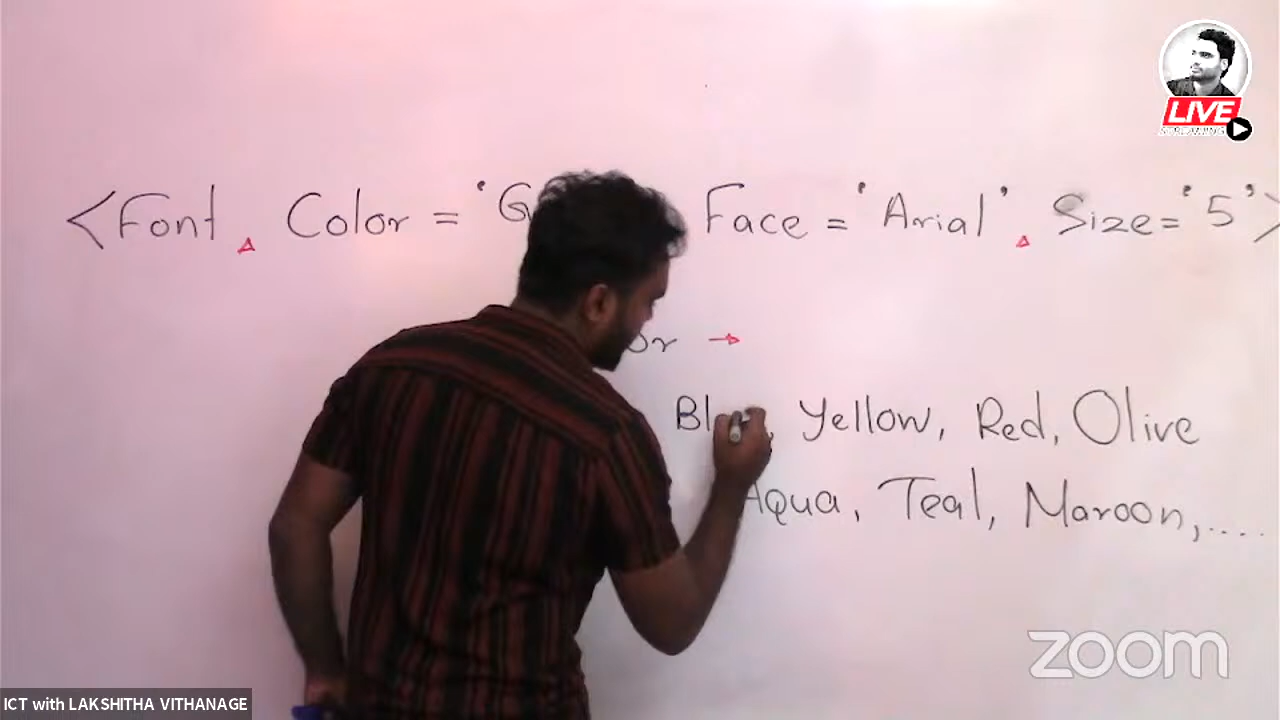 LIVE
STREAMING
<Font Color = 'G Face = 'Arial' Size='5'>
or →
Yellow, Red, Olive
Aqua, Teal, Maroon,....
zoom
ICT with LAKSHITHA VITHANAGE